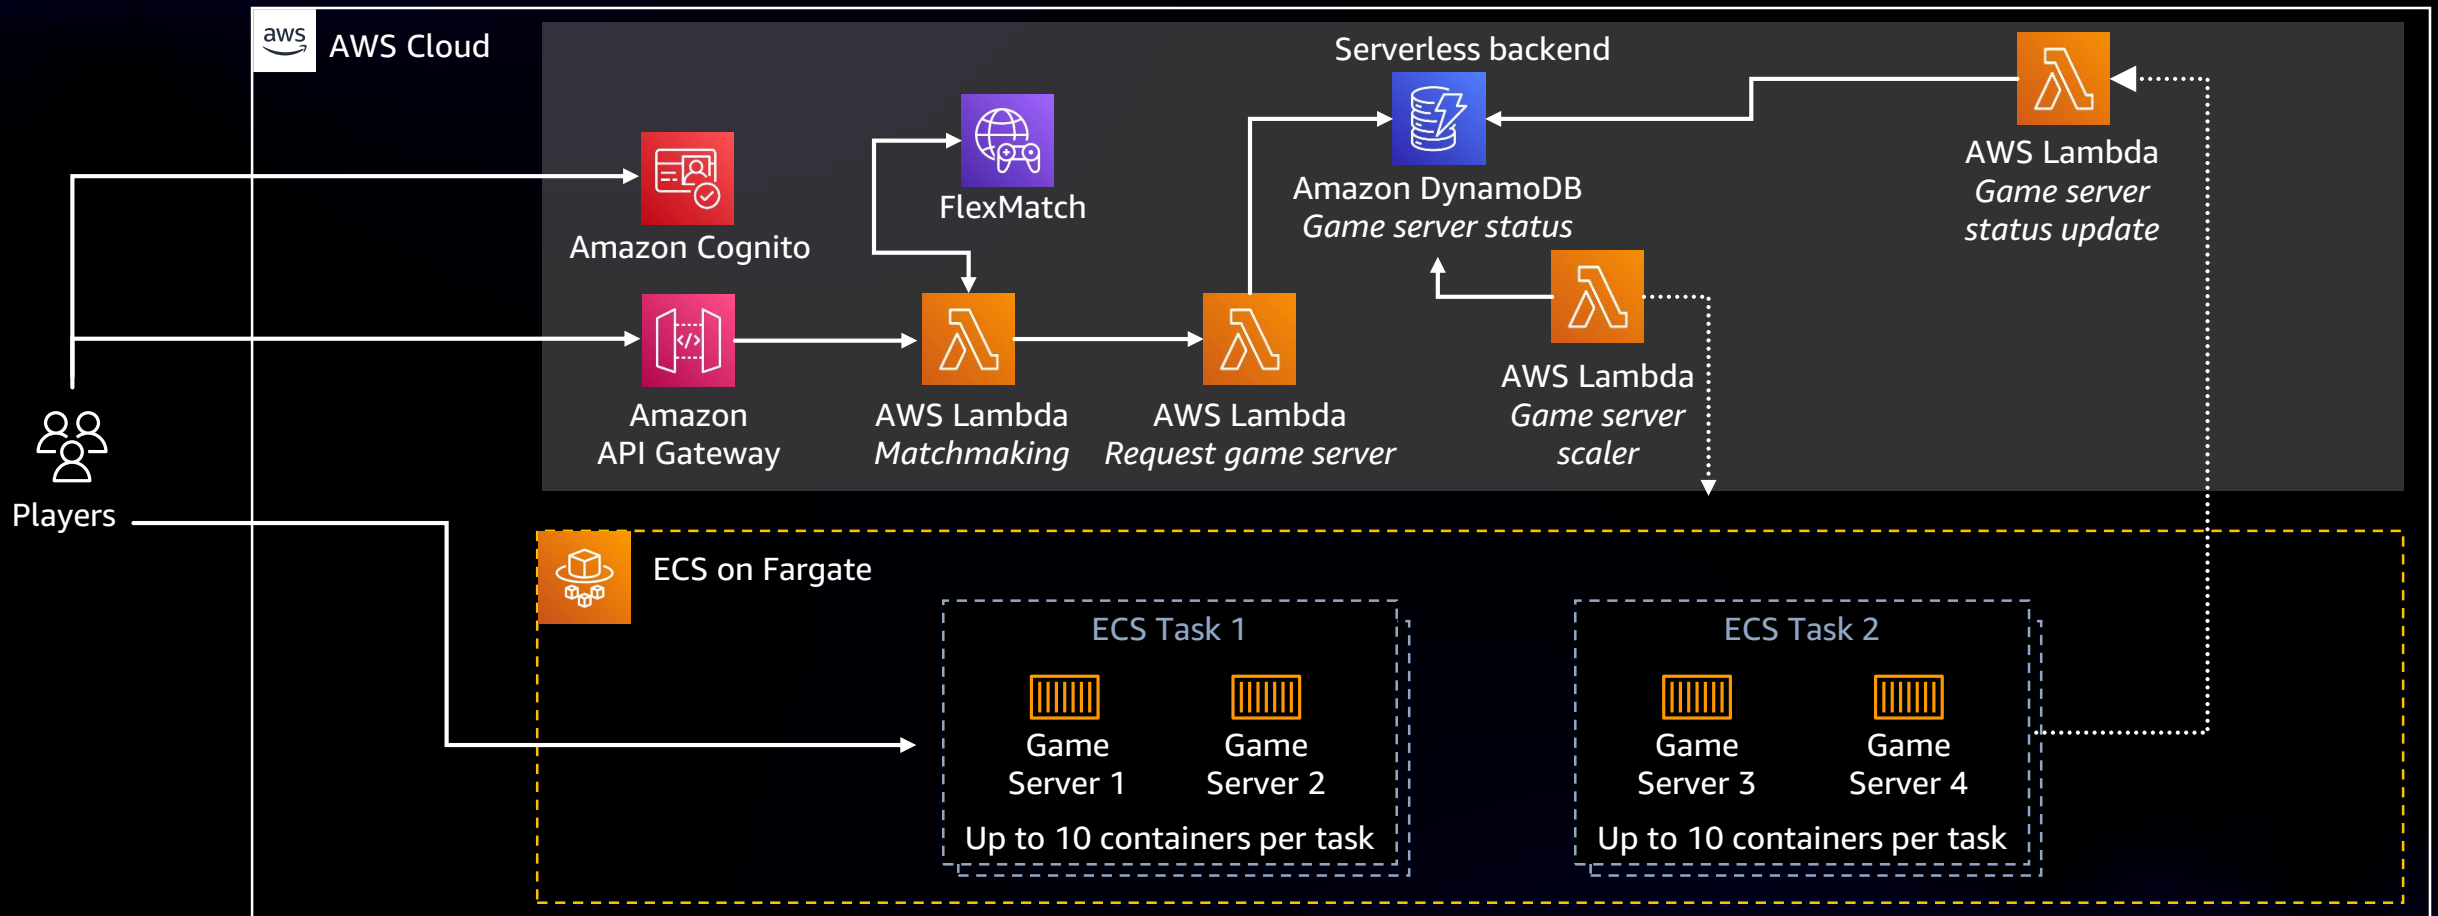 aws
AWS Cloud
Serverless backend
FlexMatch
Amazon Cognito
Amazon DynamoDB
Game server status
AWS Lambda
Game server
status update
Amazon
API Gateway
AWS Lambda
Matchmaking
AWS Lambda
Request game server
AWS Lambda
Game server
scaler
Players
ECS on Fargate
ECS Task 1
Game
Server 1
Game
Server 2
Up to 10 containers per task
ECS Task 2
Game
Server 3
Game
Server 4
Up to 10 containers per task